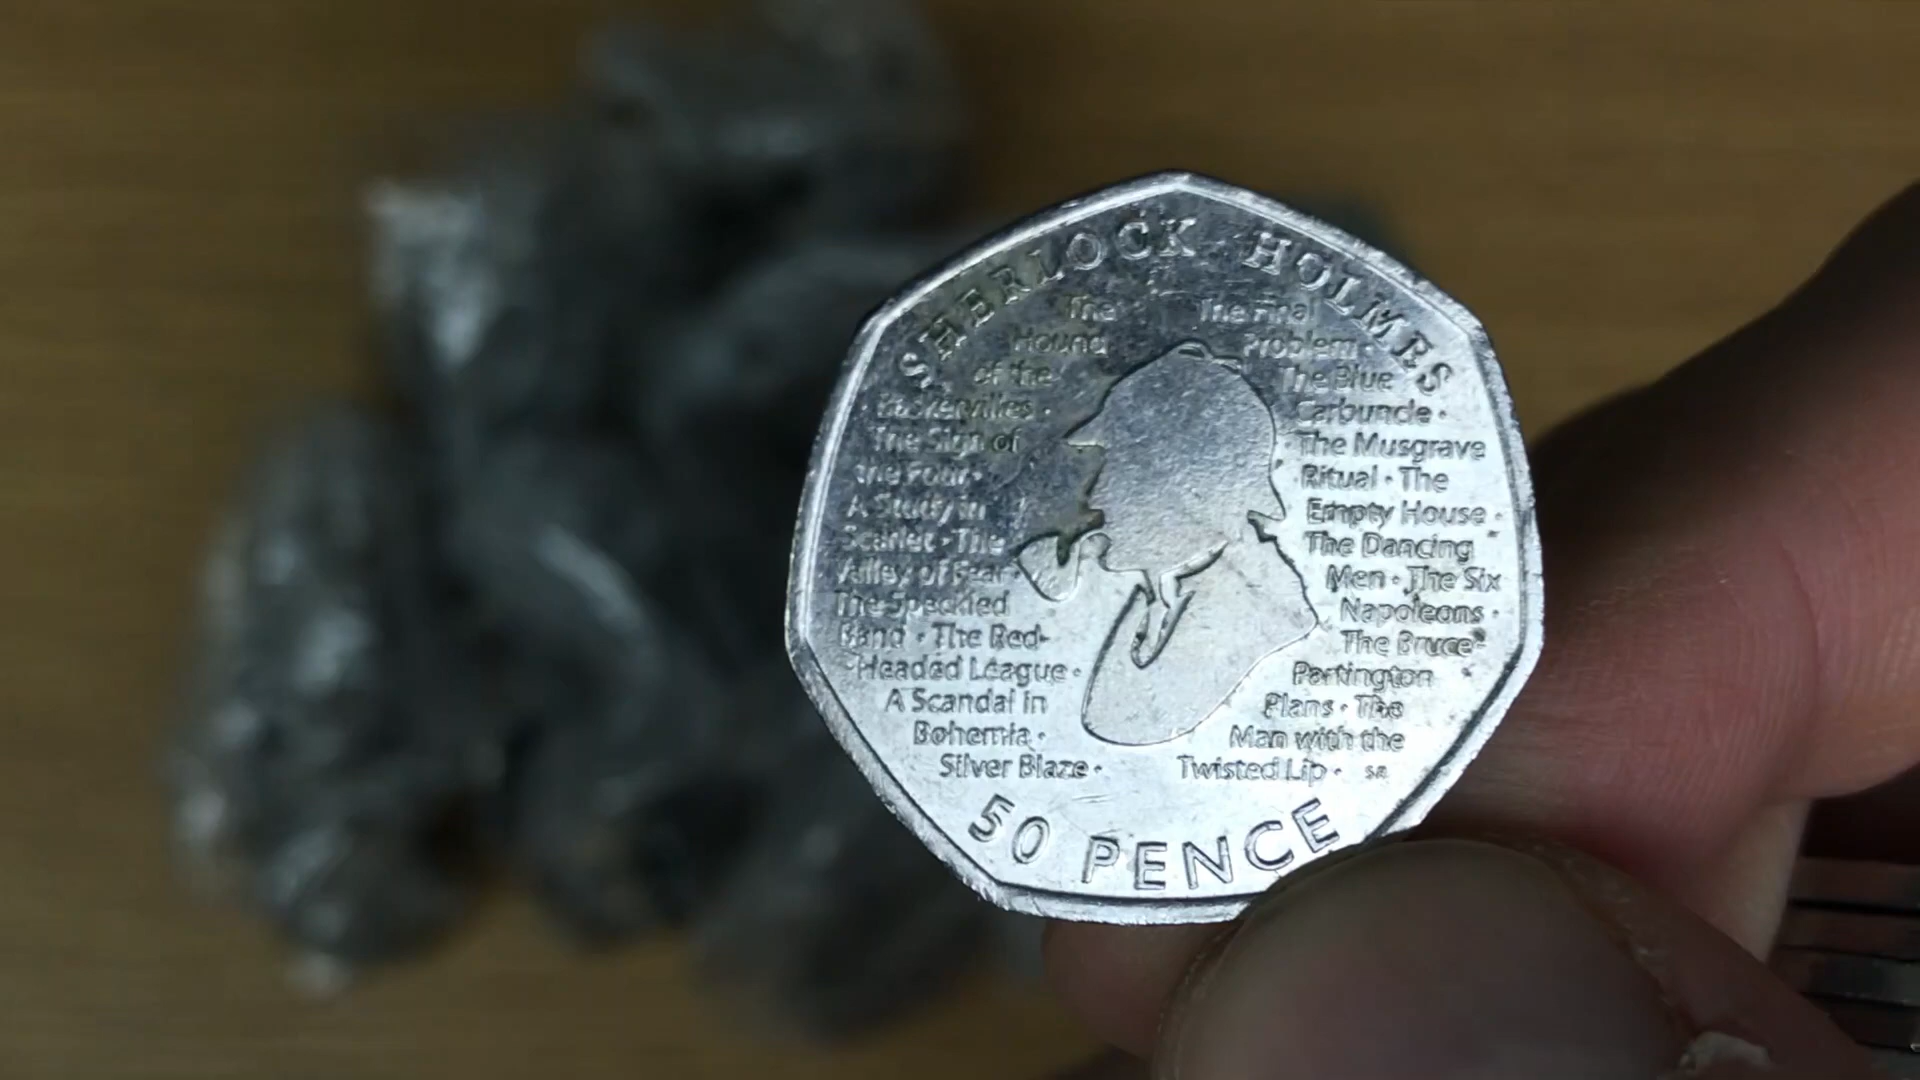 SHERLOCK HOLMES
The
Hound
of the
Baskervilles ·
The Sign of
the Four ·
A Study in
Scarlet · The
Valley of Fear ·
The Speckled
Band · The Red-
Headed League ·
A Scandal in
Bohemia ·
Silver Blaze ·
The Final
Problem ·
The Blue
Carbuncle ·
The Musgrave
Ritual · The
Empty House ·
The Dancing
Men · The Six
Napoleons ·
The Bruce-
Partington
Plans · The
Man with the
Twisted Lip ·
SR
50 PENCE